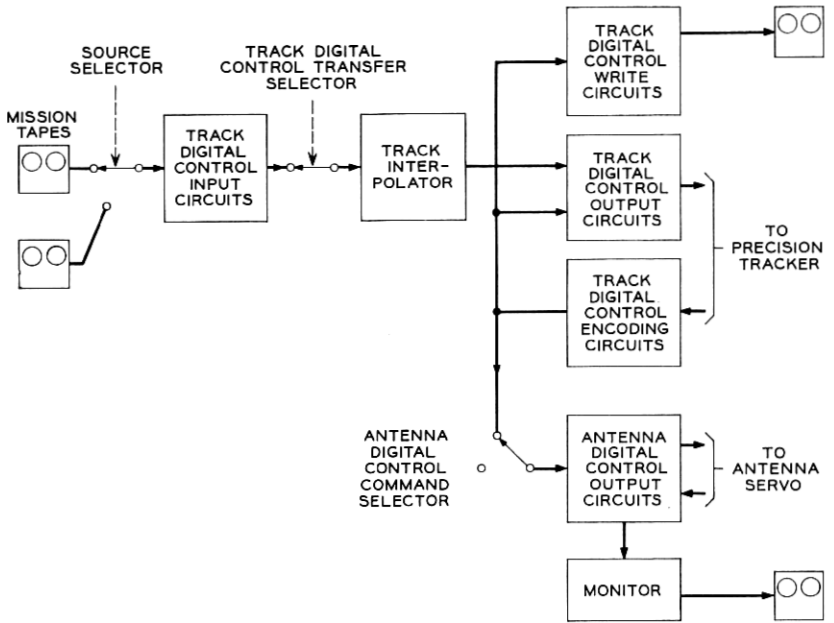 SOURCE
SELECTOR
TRACK DIGITAL
CONTROL TRANSFER
SELECTOR
MISSION
TAPES
TRACK
DIGITAL
CONTROL
INPUT
CIRCUITS
TRACK
INTER-
POLATOR
TRACK
DIGITAL
CONTROL
WRITE
CIRCUITS
TRACK
DIGITAL
CONTROL
OUTPUT
CIRCUITS
TO
PRECISION
TRACKER
TRACK
DIGITAL
CONTROL
ENCODING
CIRCUITS
ANTENNA
DIGITAL
CONTROL
COMMAND
SELECTOR
ANTENNA
DIGITAL
CONTROL
OUTPUT
CIRCUITS
TO
ANTENNA
SERVO
MONITOR